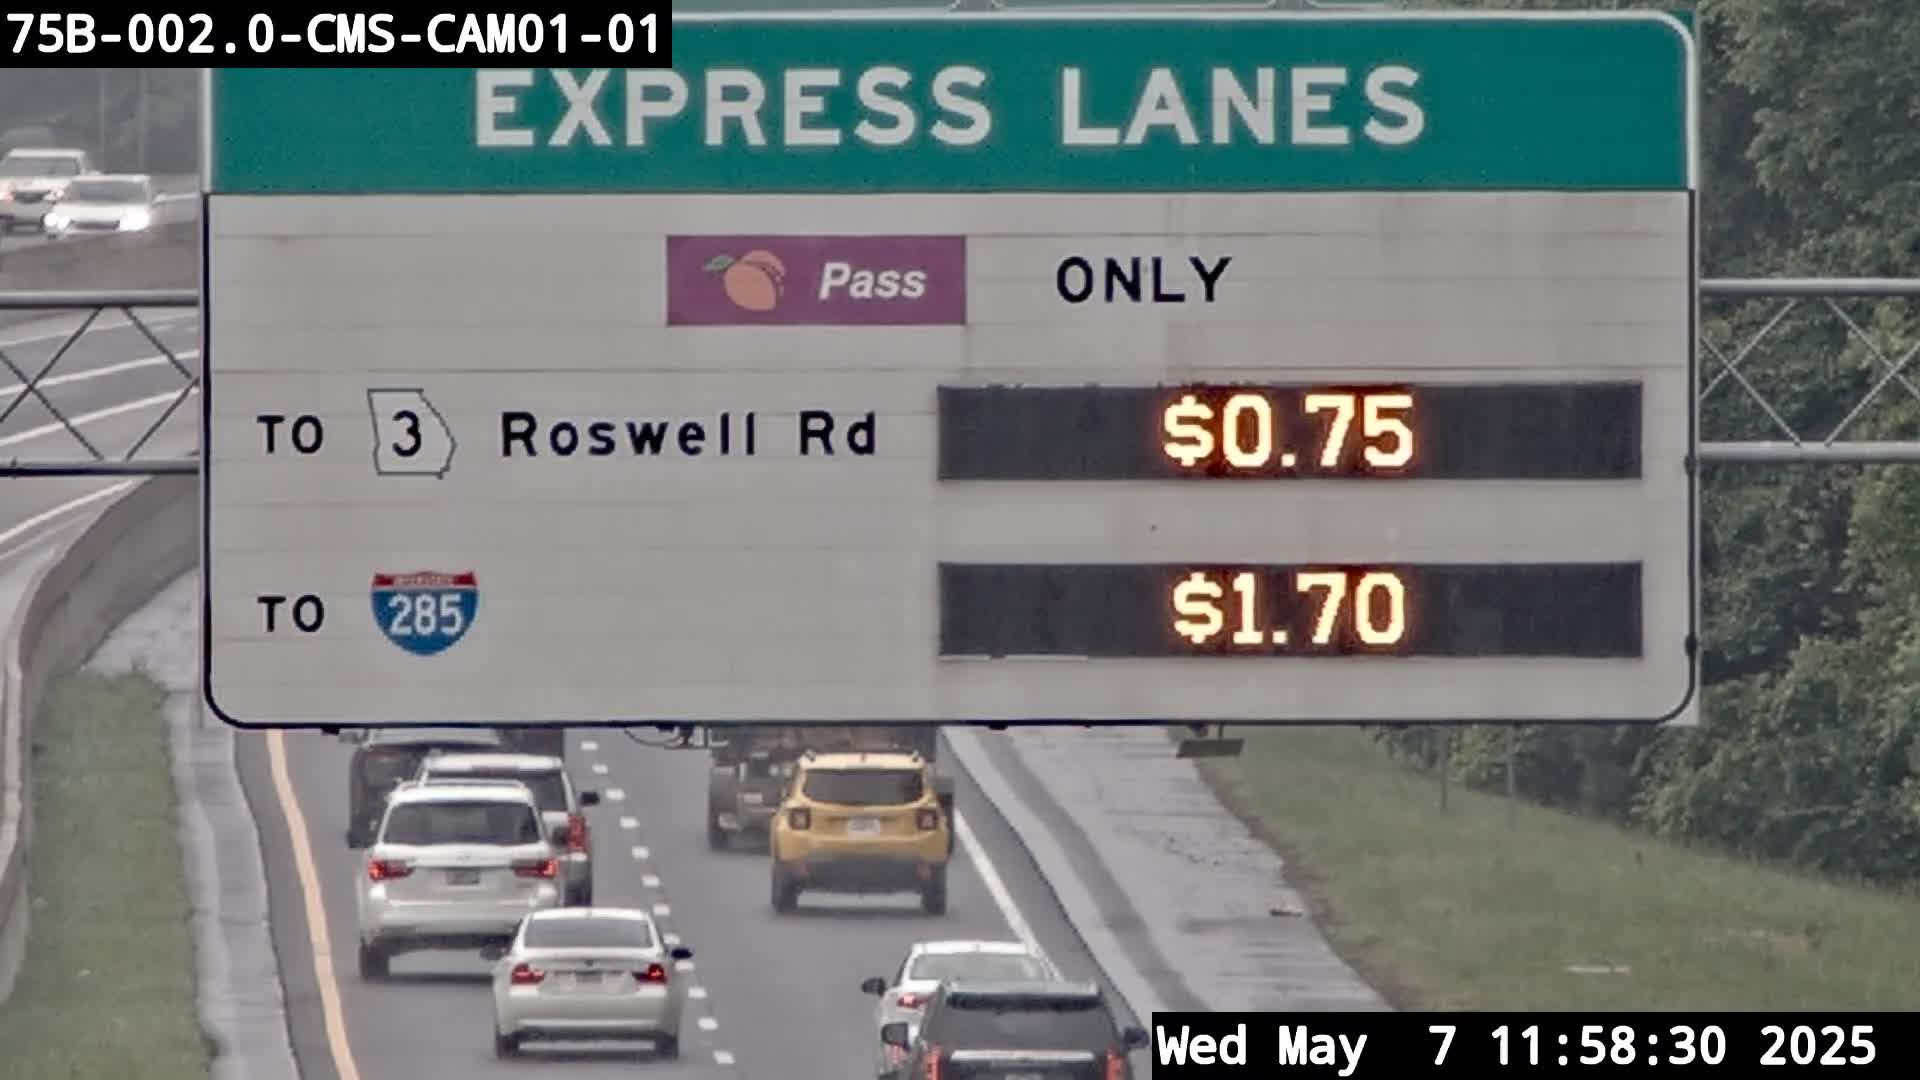 75B-002.0-CMS-CAM01-01
EXPRESS LANES
Pass ONLY
TO 3 Roswell Rd $0.75
TO INTERSTATE 285 $1.70
Wed May 7 11:58:30 2025